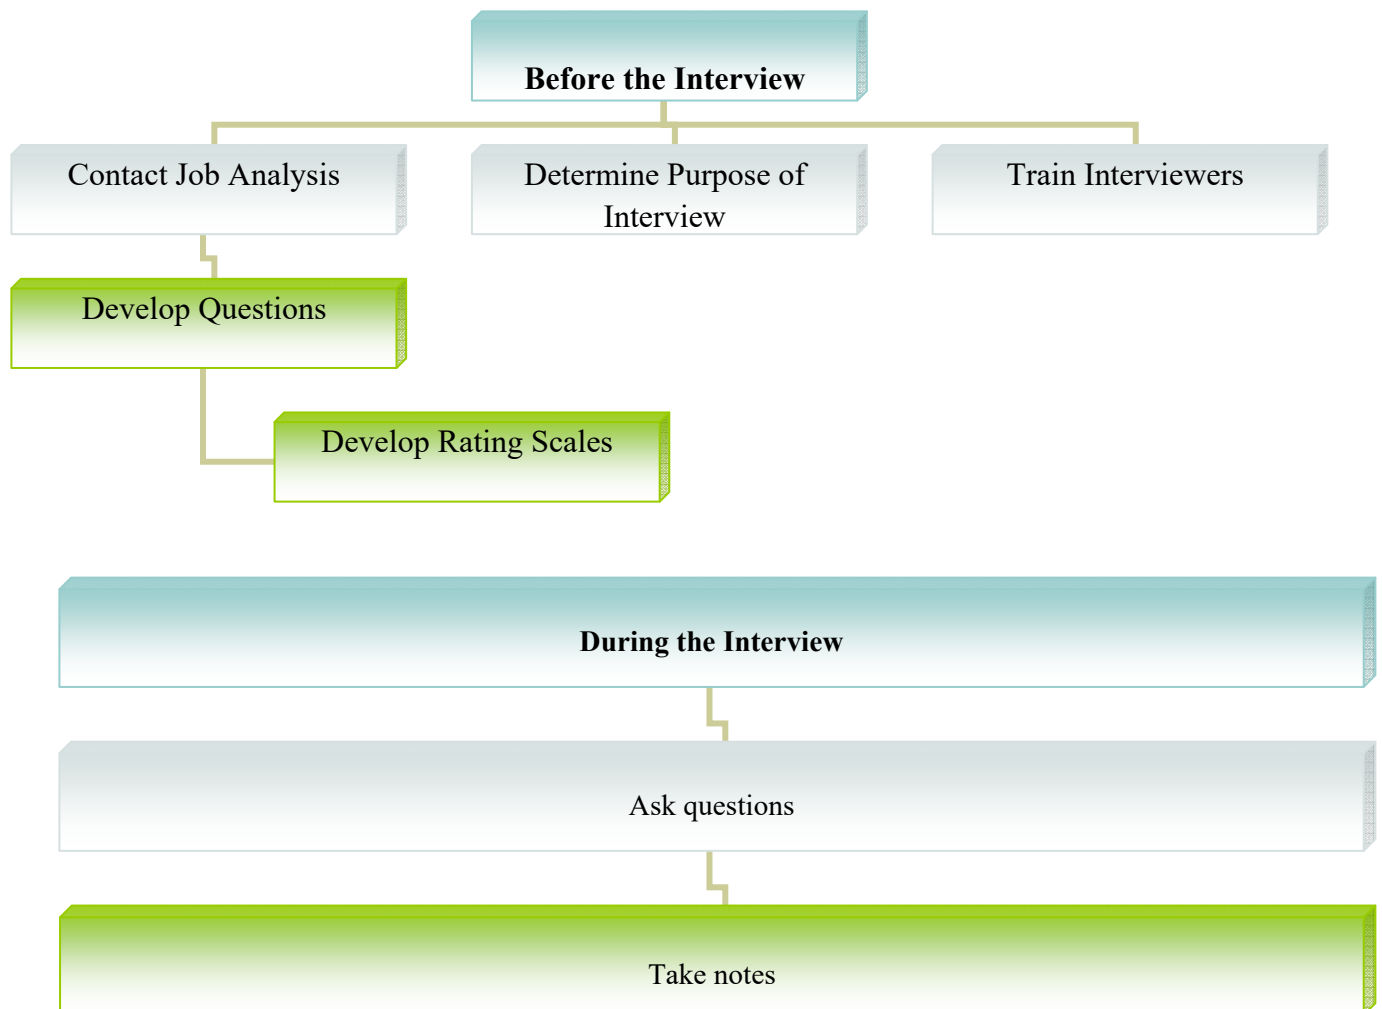 Before the Interview
Contact Job Analysis
Determine Purpose of
Interview
Train Interviewers
Develop Questions
Develop Rating Scales
During the Interview
Ask questions
Take notes